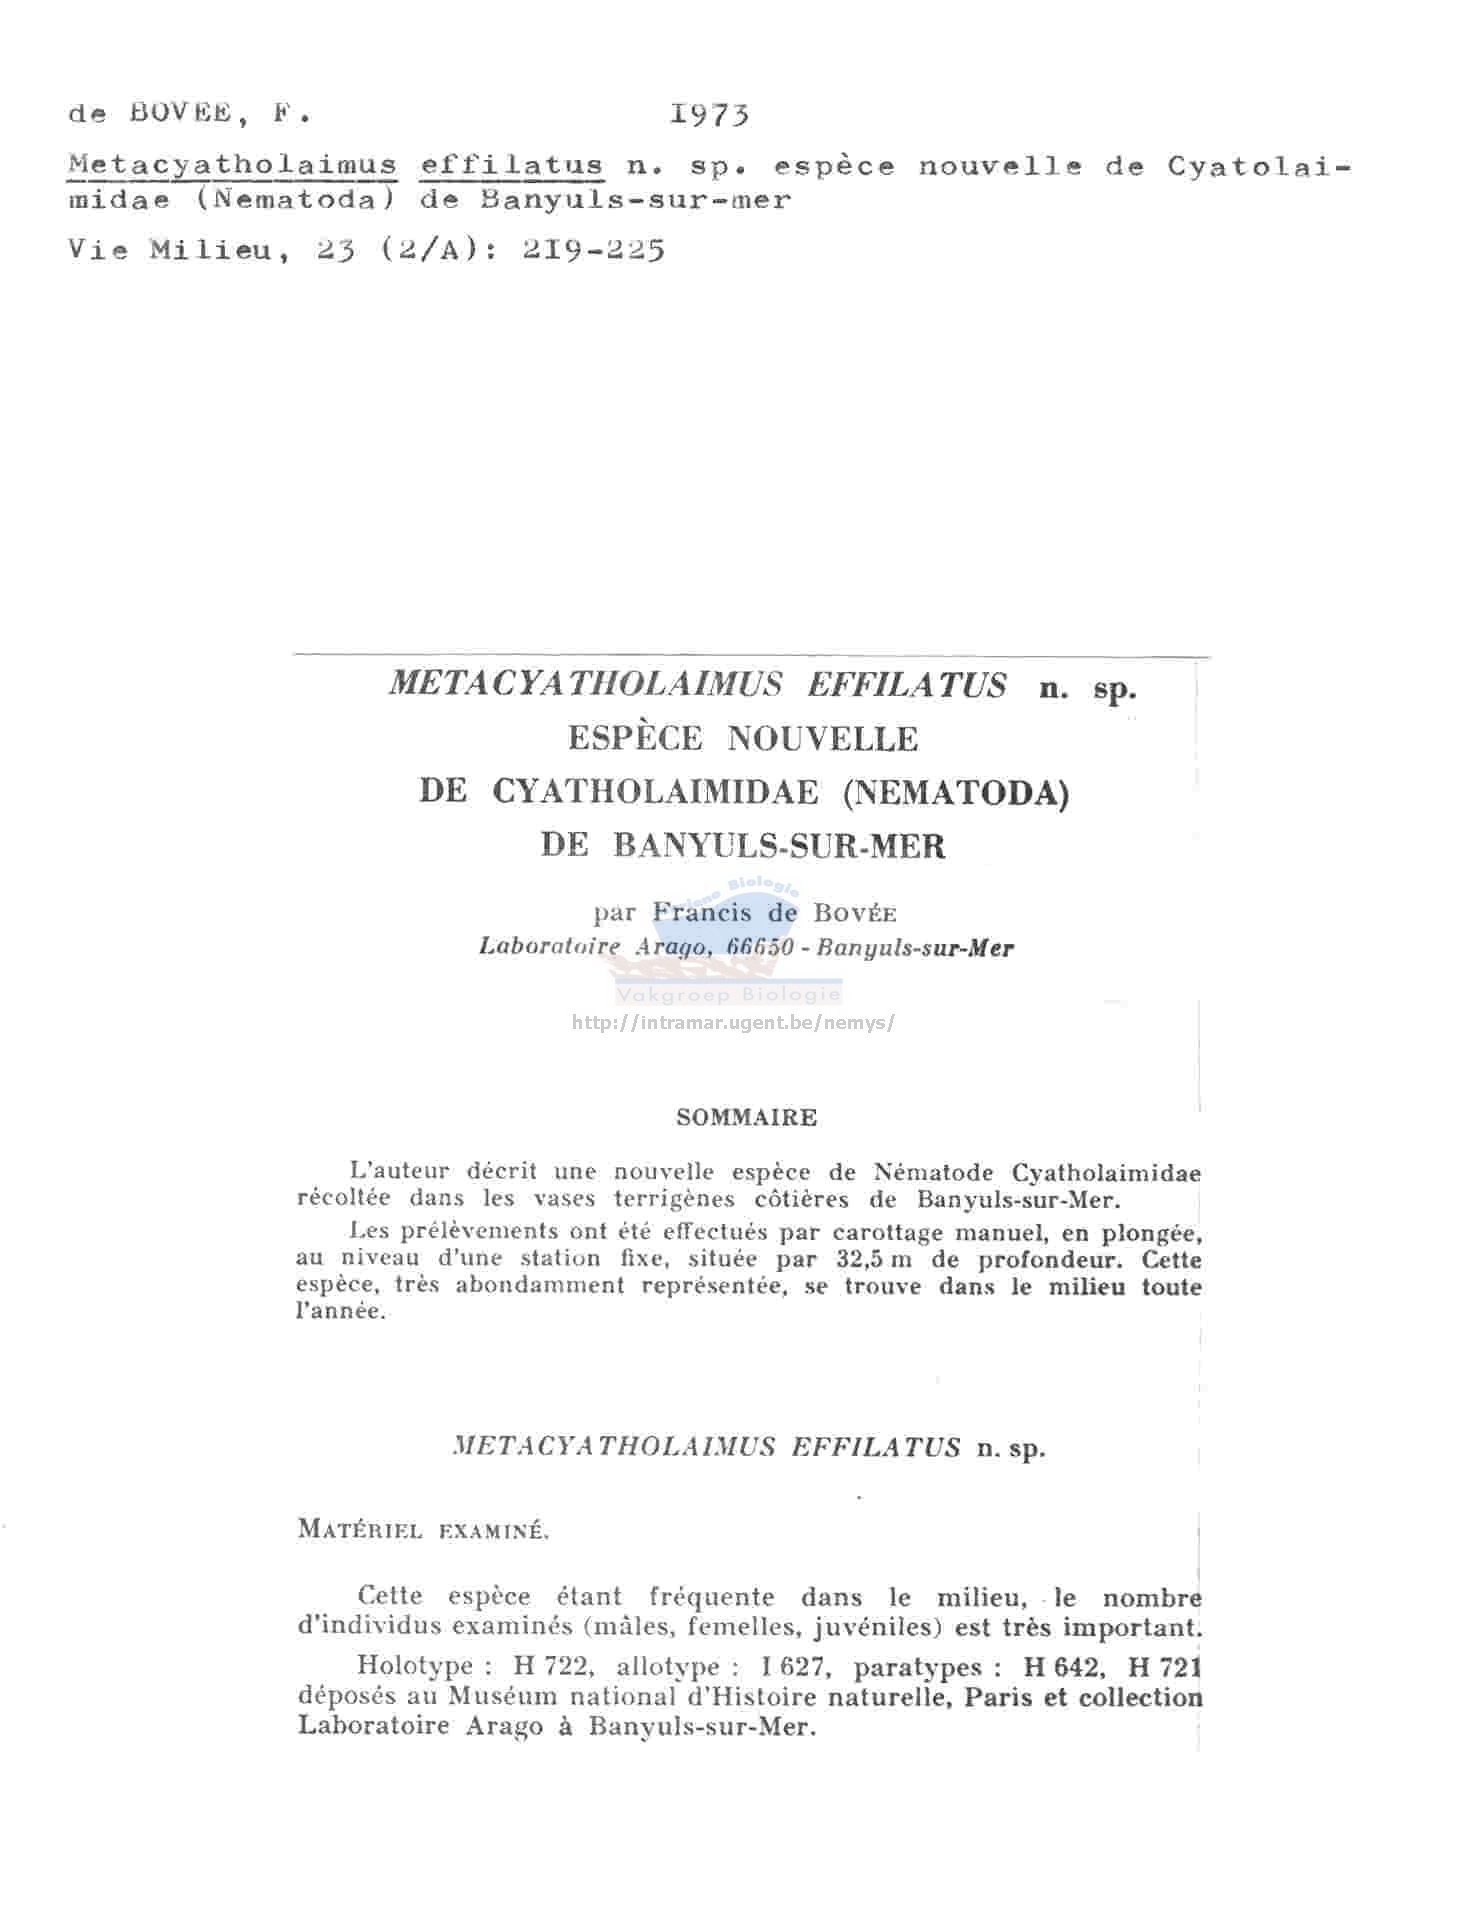 de BOVEE, F. I973
Metacyatholaimus effilatus n. sp. espèce nouvelle de Cyatolai-
midae (Nematoda) de Banyuls-sur-mer
Vie Milieu, 23 (2/A): 2I9-225
METACYATHOLAIMUS EFFILATUS n. sp.
ESPÈCE NOUVELLE
DE CYATHOLAIMIDAE (NEMATODA)
DE BANYULS-SUR-MER
Biologie
par Francis de BOVÉE
Laboratoire Arago, 66650 - Banyuls-sur-Mer
Vakgroep Biologie
http://intramar.ugent.be/nemys/
SOMMAIRE
L'auteur décrit une nouvelle espèce de Nématode Cyatholaimidae
récoltée dans les vases terrigènes côtières de Banyuls-sur-Mer.
Les prélèvements ont été effectués par carottage manuel, en plongée,
au niveau d'une station fixe, située par 32,5 m de profondeur. Cette
espèce, très abondamment représentée, se trouve dans le milieu toute
l'année.
METACYATHOLAIMUS EFFILATUS n. sp.
MATÉRIEL EXAMINÉ.
Cette espèce étant fréquente dans le milieu, le nombre
d'individus examinés (mâles, femelles, juvéniles) est très important.
Holotype : H 722, allotype : I 627, paratypes : H 642, H 721
déposés au Muséum national d'Histoire naturelle, Paris et collection
Laboratoire Arago à Banyuls-sur-Mer.